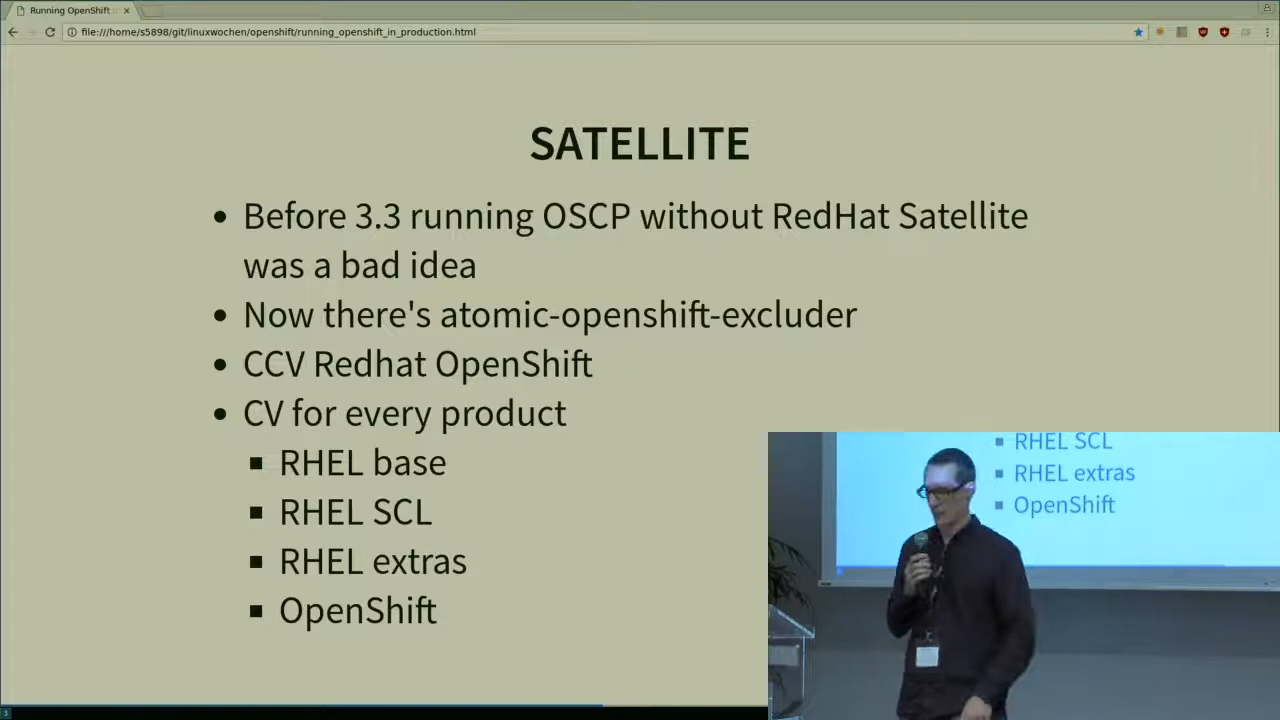 Running OpenShift
file:///home/s5898/git/linuxwochen/openshift/running_openshift_in_production.html
SATELLITE
Before 3.3 running OSCP without RedHat Satellite
was a bad idea
Now there's atomic-openshift-excluder
CCV Redhat OpenShift
CV for every product
RHEL base
RHEL SCL
RHEL extras
OpenShift
RHEL SCL
RHEL extras
OpenShift
3